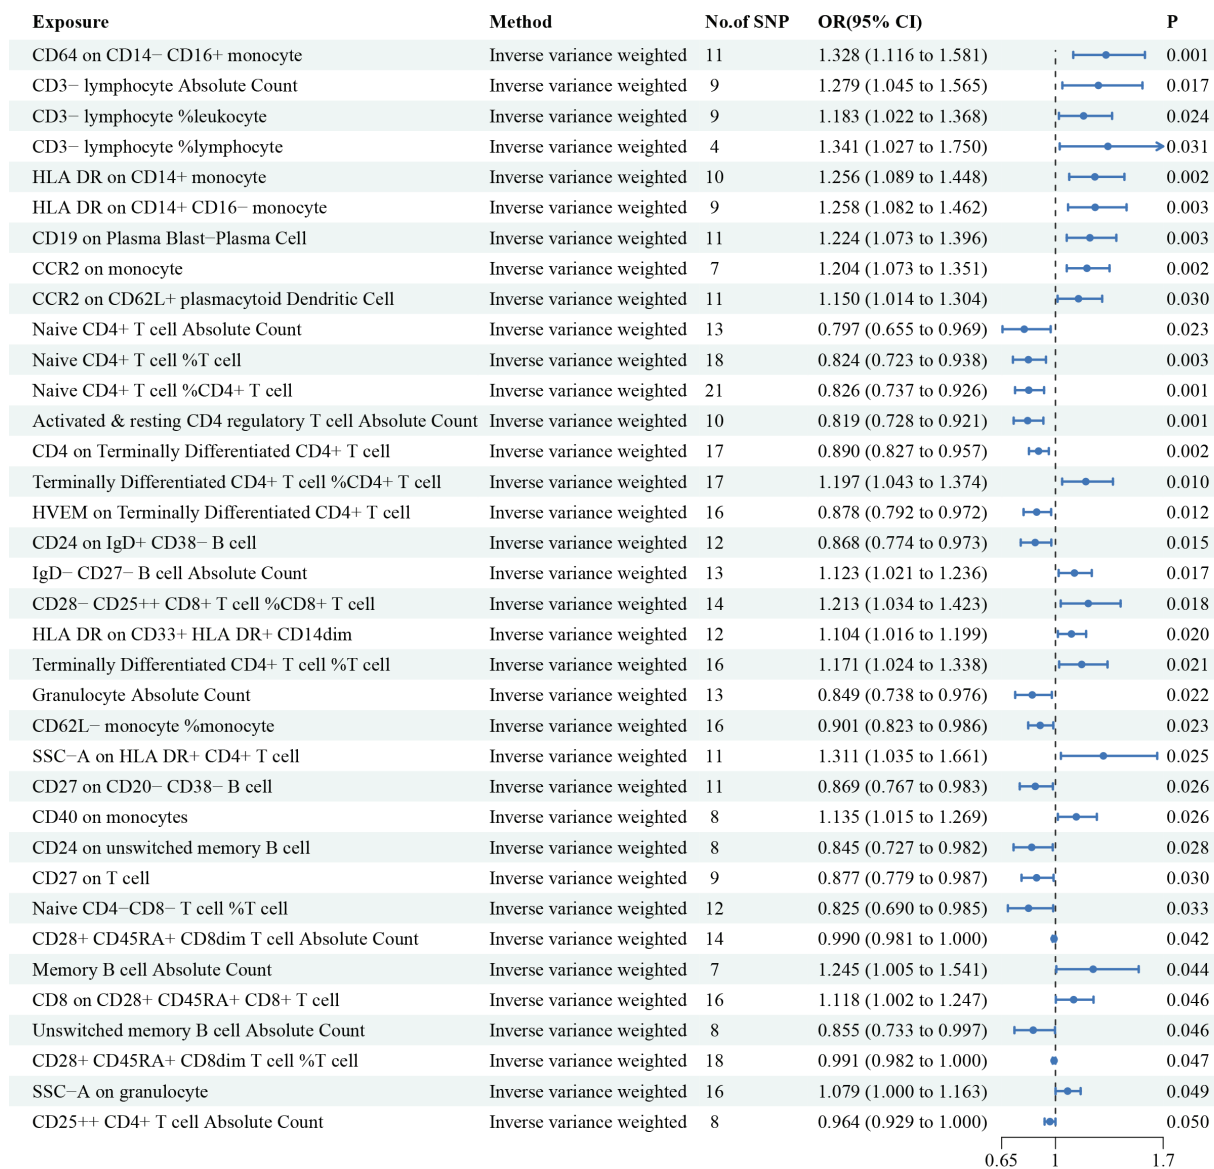 Exposure Method No.of SNP OR(95% CI) P
CD64 on CD14− CD16+ monocyte Inverse variance weighted 11 1.328 (1.116 to 1.581) 0.001
CD3− lymphocyte Absolute Count Inverse variance weighted 9 1.279 (1.045 to 1.565) 0.017
CD3− lymphocyte %leukocyte Inverse variance weighted 9 1.183 (1.022 to 1.368) 0.024
CD3− lymphocyte %lymphocyte Inverse variance weighted 4 1.341 (1.027 to 1.750) 0.031
HLA DR on CD14+ monocyte Inverse variance weighted 10 1.256 (1.089 to 1.448) 0.002
HLA DR on CD14+ CD16− monocyte Inverse variance weighted 9 1.258 (1.082 to 1.462) 0.003
CD19 on Plasma Blast−Plasma Cell Inverse variance weighted 11 1.224 (1.073 to 1.396) 0.003
CCR2 on monocyte Inverse variance weighted 7 1.204 (1.073 to 1.351) 0.002
CCR2 on CD62L+ plasmacytoid Dendritic Cell Inverse variance weighted 11 1.150 (1.014 to 1.304) 0.030
Naive CD4+ T cell Absolute Count Inverse variance weighted 13 0.797 (0.655 to 0.969) 0.023
Naive CD4+ T cell %T cell Inverse variance weighted 18 0.824 (0.723 to 0.938) 0.003
Naive CD4+ T cell %CD4+ T cell Inverse variance weighted 21 0.826 (0.737 to 0.926) 0.001
Activated & resting CD4 regulatory T cell Absolute Count Inverse variance weighted 10 0.819 (0.728 to 0.921) 0.001
CD4 on Terminally Differentiated CD4+ T cell Inverse variance weighted 17 0.890 (0.827 to 0.957) 0.002
Terminally Differentiated CD4+ T cell %CD4+ T cell Inverse variance weighted 17 1.197 (1.043 to 1.374) 0.010
HVEM on Terminally Differentiated CD4+ T cell Inverse variance weighted 16 0.878 (0.792 to 0.972) 0.012
CD24 on IgD+ CD38− B cell Inverse variance weighted 12 0.868 (0.774 to 0.973) 0.015
IgD− CD27− B cell Absolute Count Inverse variance weighted 13 1.123 (1.021 to 1.236) 0.017
CD28− CD25++ CD8+ T cell %CD8+ T cell Inverse variance weighted 14 1.213 (1.034 to 1.423) 0.018
HLA DR on CD33+ HLA DR+ CD14dim Inverse variance weighted 12 1.104 (1.016 to 1.199) 0.020
Terminally Differentiated CD4+ T cell %T cell Inverse variance weighted 16 1.171 (1.024 to 1.338) 0.021
Granulocyte Absolute Count Inverse variance weighted 13 0.849 (0.738 to 0.976) 0.022
CD62L− monocyte %monocyte Inverse variance weighted 16 0.901 (0.823 to 0.986) 0.023
SSC−A on HLA DR+ CD4+ T cell Inverse variance weighted 11 1.311 (1.035 to 1.661) 0.025
CD27 on CD20− CD38− B cell Inverse variance weighted 11 0.869 (0.767 to 0.983) 0.026
CD40 on monocytes Inverse variance weighted 8 1.135 (1.015 to 1.269) 0.026
CD24 on unswitched memory B cell Inverse variance weighted 8 0.845 (0.727 to 0.982) 0.028
CD27 on T cell Inverse variance weighted 9 0.877 (0.779 to 0.987) 0.030
Naive CD4−CD8− T cell %T cell Inverse variance weighted 12 0.825 (0.690 to 0.985) 0.033
CD28+ CD45RA+ CD8dim T cell Absolute Count Inverse variance weighted 14 0.990 (0.981 to 1.000) 0.042
Memory B cell Absolute Count Inverse variance weighted 7 1.245 (1.005 to 1.541) 0.044
CD8 on CD28+ CD45RA+ CD8+ T cell Inverse variance weighted 16 1.118 (1.002 to 1.247) 0.046
Unswitched memory B cell Absolute Count Inverse variance weighted 8 0.855 (0.733 to 0.997) 0.046
CD28+ CD45RA+ CD8dim T cell %T cell Inverse variance weighted 18 0.991 (0.982 to 1.000) 0.047
SSC−A on granulocyte Inverse variance weighted 16 1.079 (1.000 to 1.163) 0.049
CD25++ CD4+ T cell Absolute Count Inverse variance weighted 8 0.964 (0.929 to 1.000) 0.050
0.65 1 1.7